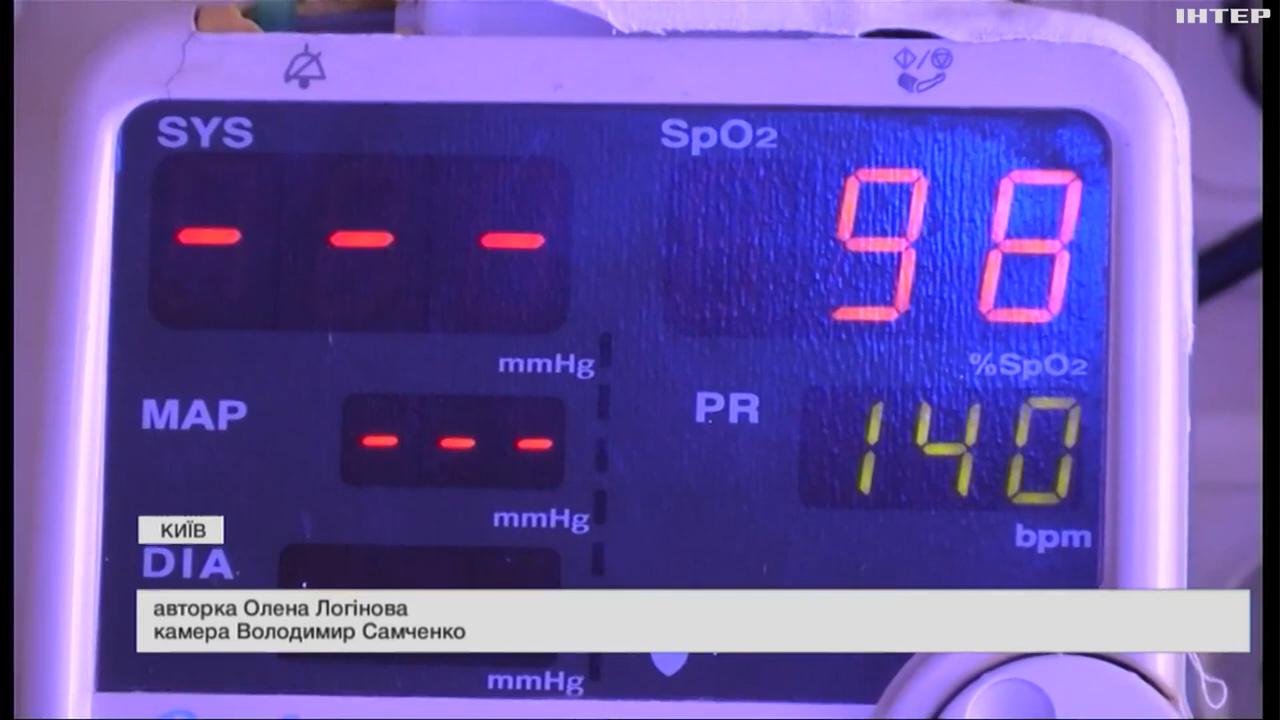 ІНТЕР
SYS
SpO2
- - -
98
mmHg
%SpO2
MAP
PR
- - -
140
mmHg
bpm
КИЇВ
DIA
авторка Олена Логінова
камера Володимир Самченко
mmHg